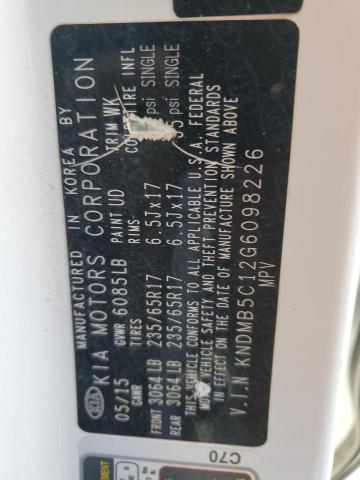 KIA
MANUFACTURED IN KOREA BY
KIA MOTORS CORPORATION
05/15 GVWR 6085LB PAINT UD TRIM WK
GAWR TIRES RIMS: TIRE INFL
FRONT 3064LB 235/65R17 6.5Jx17 psi SINGLE
REAR 3064LB 235/65R17 6.5Jx17 psi SINGLE
THIS VEHICLE CONFORMS TO ALL APPLICABLE U.S.A. FEDERAL
MOTOR VEHICLE SAFETY AND THEFT PREVENTION STANDARDS
IN EFFECT ON THE DATE OF MANUFACTURE SHOWN ABOVE
V.I.N KNDMB5C12G6098226
MPV
C70